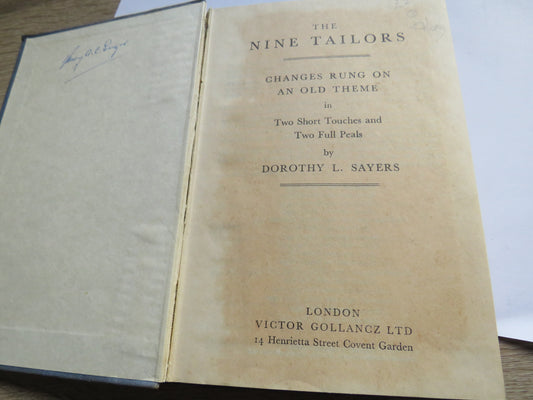 THE
NINE TAILORS
CHANGES RUNG ON
AN OLD THEME
in
Two Short Touches and
Two Full Peals
by
DOROTHY L. SAYERS
LONDON
VICTOR GOLLANCZ LTD
14 Henrietta Street Covent Garden